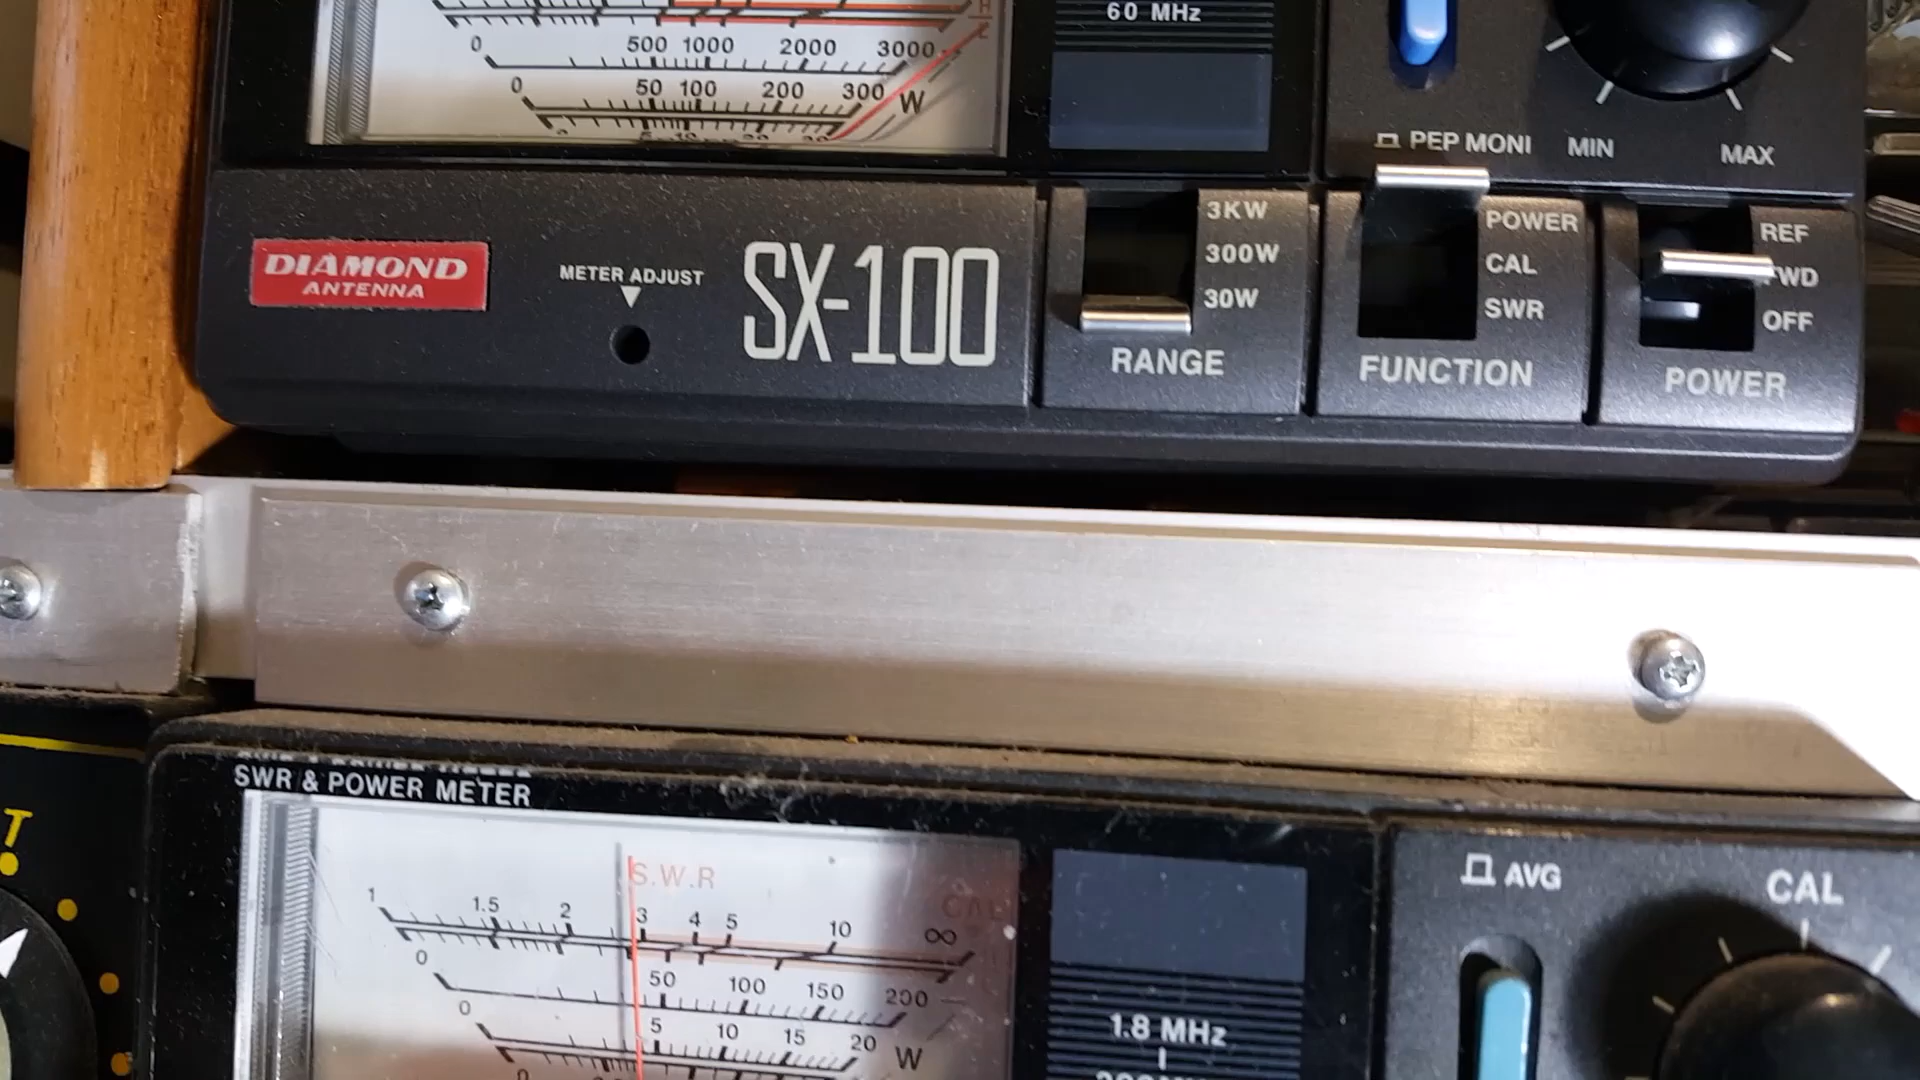 60 MHz
0 500 1000 2000 3000
0 50 100 200 300 W
PEP MONI MIN MAX
DIAMOND
ANTENNA
METER ADJUST
SX-100
3KW
300W
30W
RANGE
POWER
CAL
SWR
FUNCTION
REF
FWD
OFF
POWER
SWR & POWER METER
S.W.R CAL
1 1.5 2 3 4 5 10 ∞
0 50 100 150 200
0 5 10 15 20 W
1.8 MHz
AVG
CAL
T